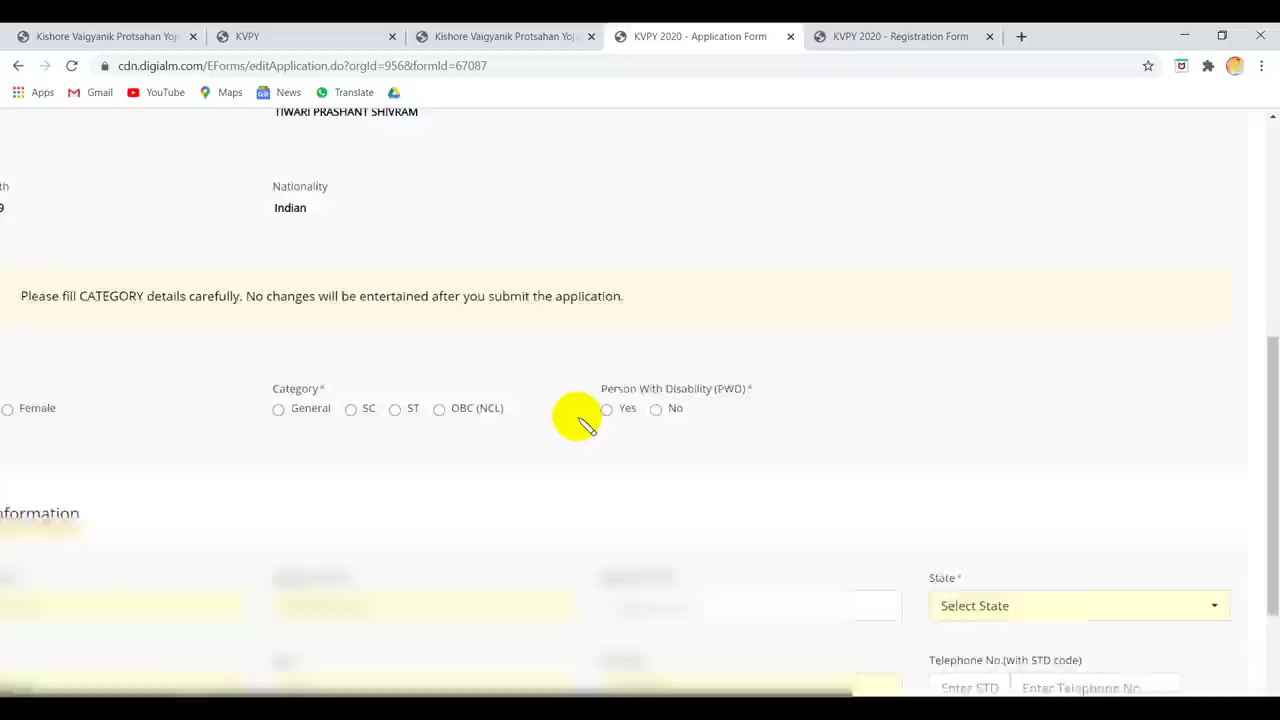 Kishore Vaigyanik Protsahan Yoj
KVPY
Kishore Vaigyanik Protsahan Yoj
KVPY 2020 - Application Form
KVPY 2020 - Registration Form
cdn.digialm.com/EForms/editApplication.do?orgId=956&formId=67087
Apps
Gmail
YouTube
Maps
News
Translate
TIWARI PRASHANT SHIVRAM
th
Nationality
9
Indian
Please fill CATEGORY details carefully. No changes will be entertained after you submit the application.
Category*
Person With Disability (PWD)*
Female
General
SC
ST
OBC (NCL)
Yes
No
nformation
State*
Select State
Telephone No.(with STD code)
Enter STD
Enter Telephone No.